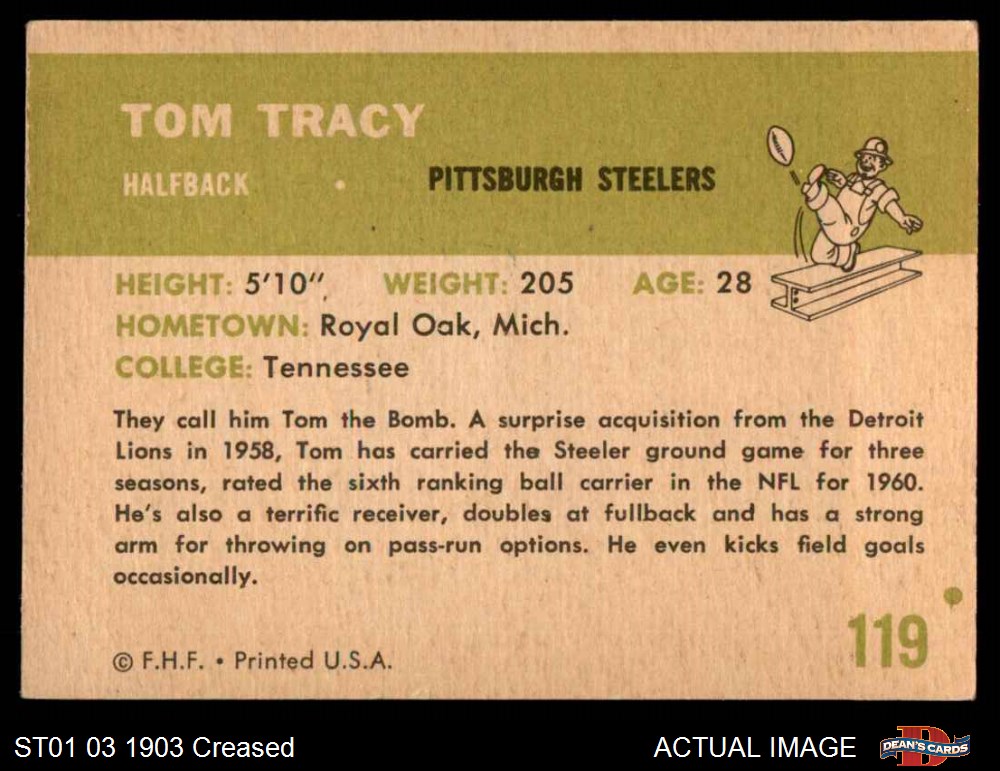 TOM TRACY
HALFBACK • PITTSBURGH STEELERS
HEIGHT: 5'10" WEIGHT: 205 AGE: 28
HOMETOWN: Royal Oak, Mich.
COLLEGE: Tennessee
They call him Tom the Bomb. A surprise acquisition from the Detroit
Lions in 1958, Tom has carried the Steeler ground game for three
seasons, rated the sixth ranking ball carrier in the NFL for 1960.
He's also a terrific receiver, doubles at fullback and has a strong
arm for throwing on pass-run options. He even kicks field goals
occasionally.
119
© F.H.F. • Printed U.S.A.
ST01 03 1903 Creased
ACTUAL IMAGE
D
DEAN'S CARDS